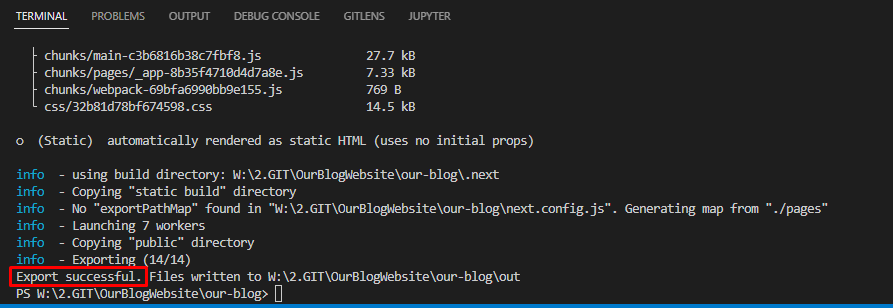 TERMINAL PROBLEMS OUTPUT DEBUG CONSOLE GITLENS JUPYTER
├ chunks/main-c3b6816b38c7fbf8.js 27.7 kB
├ chunks/pages/_app-8b35f4710d4d7a8e.js 7.33 kB
├ chunks/webpack-69bfa6990bb9e155.js 769 B
└ css/32b81d78bf674598.css 14.5 kB
○ (Static) automatically rendered as static HTML (uses no initial props)
info - using build directory: W:\2.GIT\OurBlogWebsite\our-blog\.next
info - Copying "static build" directory
info - No "exportPathMap" found in "W:\2.GIT\OurBlogWebsite\our-blog\next.config.js". Generating map from "./pages"
info - Launching 7 workers
info - Copying "public" directory
info - Exporting (14/14)
Export successful. Files written to W:\2.GIT\OurBlogWebsite\our-blog\out
PS W:\2.GIT\OurBlogWebsite\our-blog>